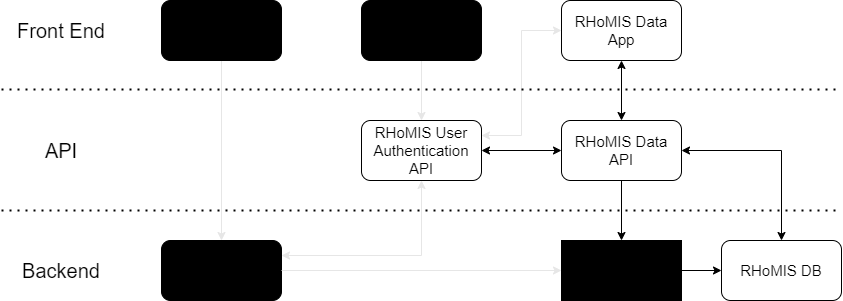 Front End
RHoMIS Data
App
API
RHoMIS User
Authentication
API
RHoMIS Data
API
Backend
RHoMIS DB